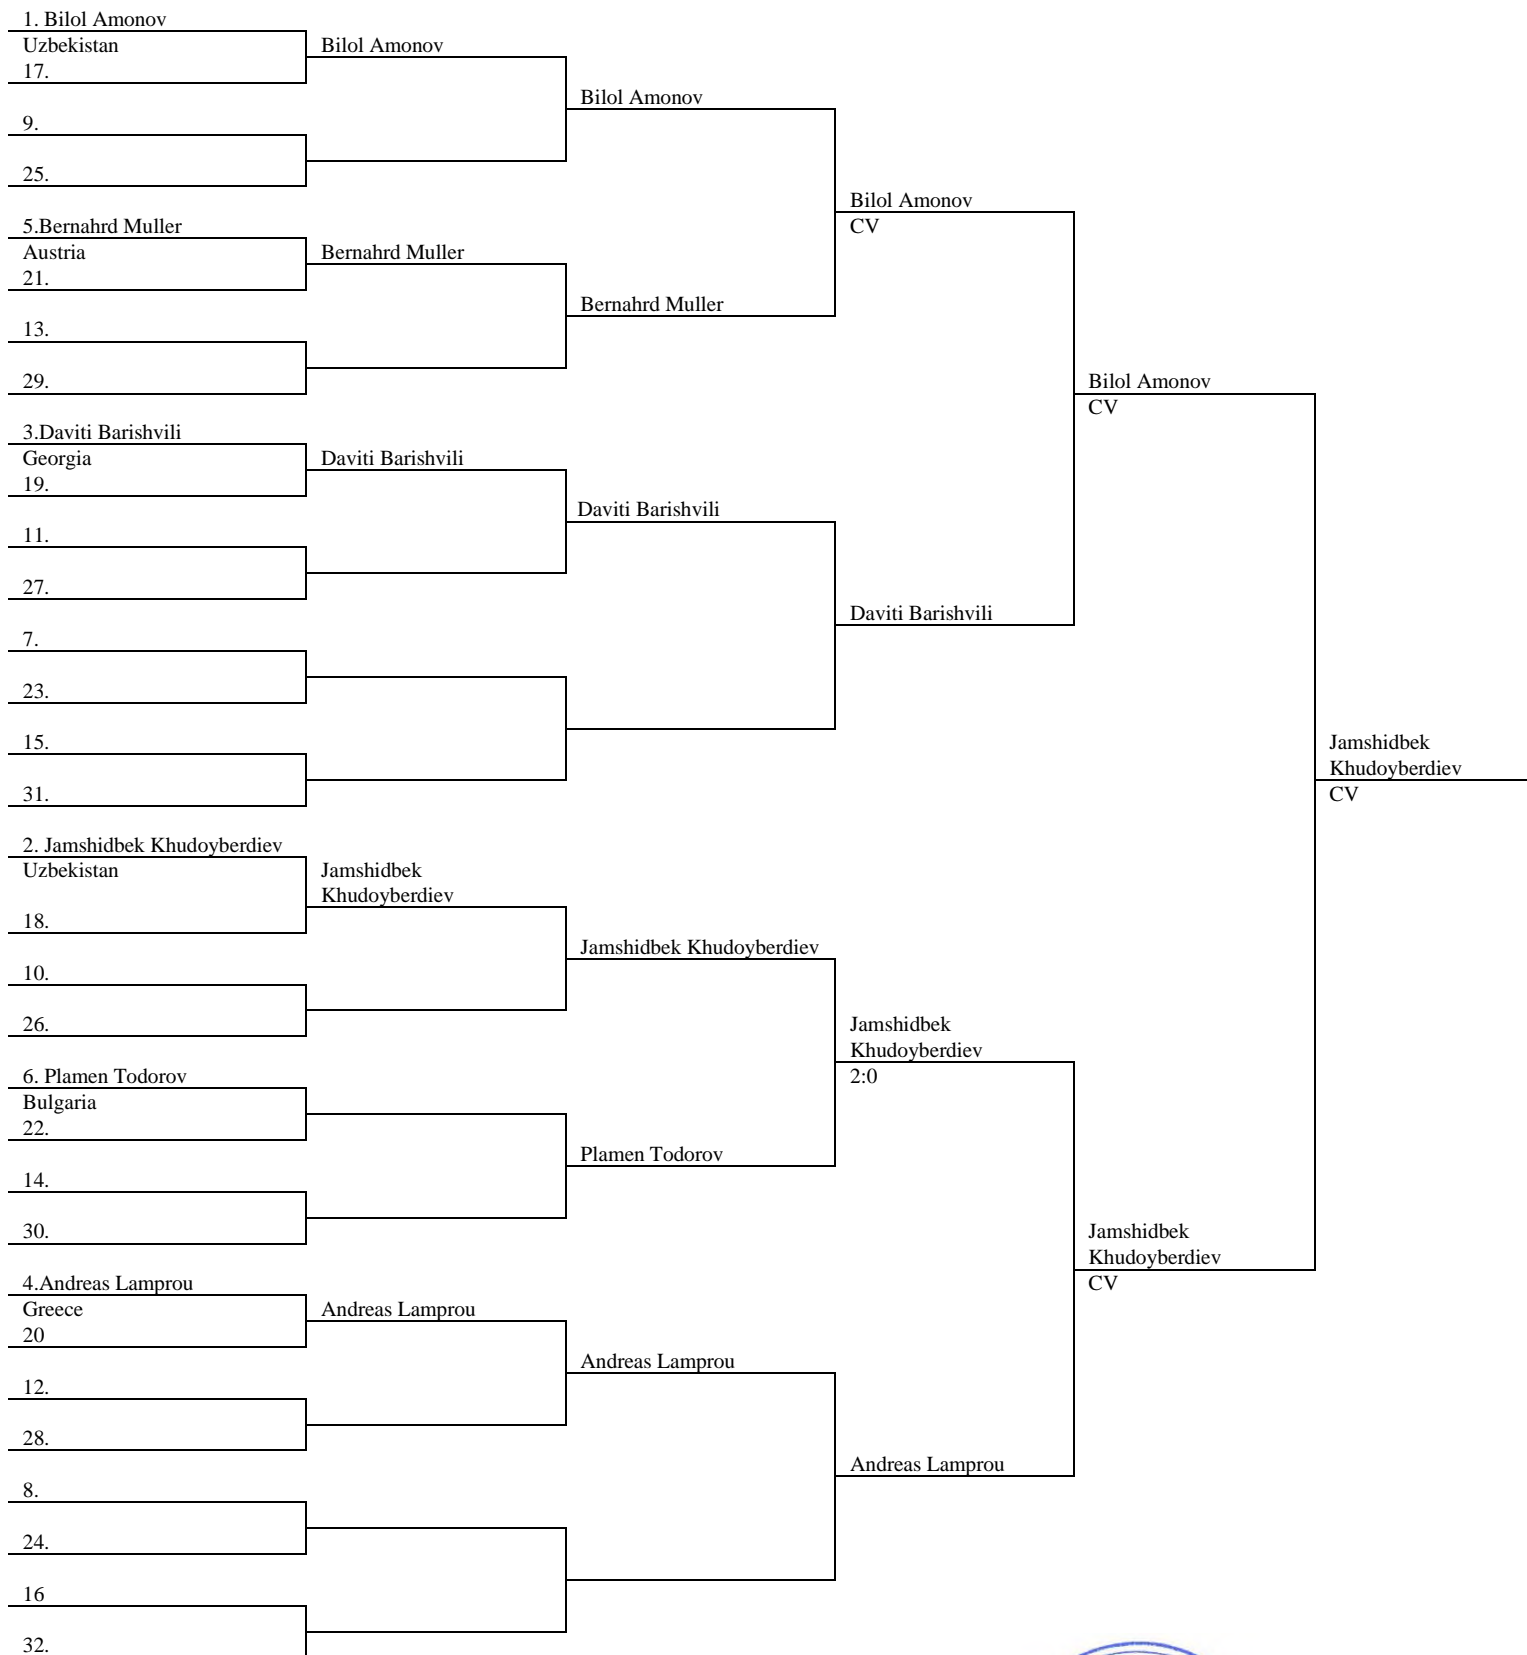 1. Bilol Amonov
Uzbekistan
17.
9.
25.
5.Bernahrd Muller
Austria
21.
13.
29.
3.Daviti Barishvili
Georgia
19.
11.
27.
7.
23.
15.
31.
2. Jamshidbek Khudoyberdiev
Uzbekistan
18.
10.
26.
6. Plamen Todorov
Bulgaria
22.
14.
30.
4.Andreas Lamprou
Greece
20
12.
28.
8.
24.
16
32.
Bilol Amonov
Bernahrd Muller
Daviti Barishvili
Jamshidbek
Khudoyberdiev
Andreas Lamprou
Bilol Amonov
Bernahrd Muller
Daviti Barishvili
Jamshidbek Khudoyberdiev
Plamen Todorov
Andreas Lamprou
Bilol Amonov
CV
Daviti Barishvili
Jamshidbek
Khudoyberdiev
2:0
Andreas Lamprou
Bilol Amonov
CV
Jamshidbek
Khudoyberdiev
CV
Jamshidbek
Khudoyberdiev
CV